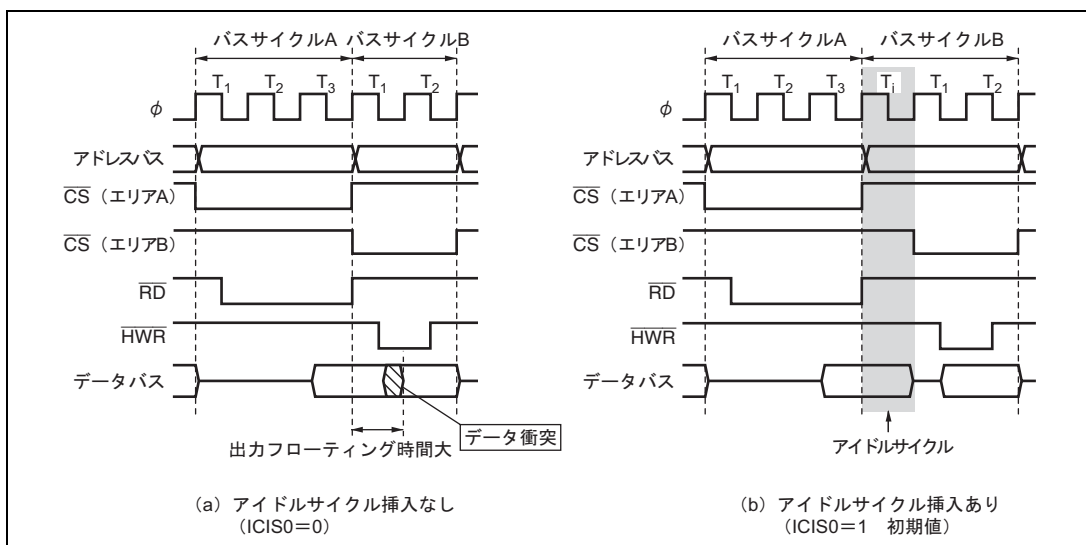 バスサイクルA バスサイクルB
T1 T2 T3 T1 T2
φ
アドレスバス
CS（エリアA）
CS（エリアB）
RD
HWR
データバス
データ衝突
出力フローティング時間大
(a) アイドルサイクル挿入なし
(ICIS0＝0)
バスサイクルA バスサイクルB
T1 T2 T3 Ti T1 T2
φ
アドレスバス
CS（エリアA）
CS（エリアB）
RD
HWR
データバス
アイドルサイクル
(b) アイドルサイクル挿入あり
(ICIS0＝1 初期値)